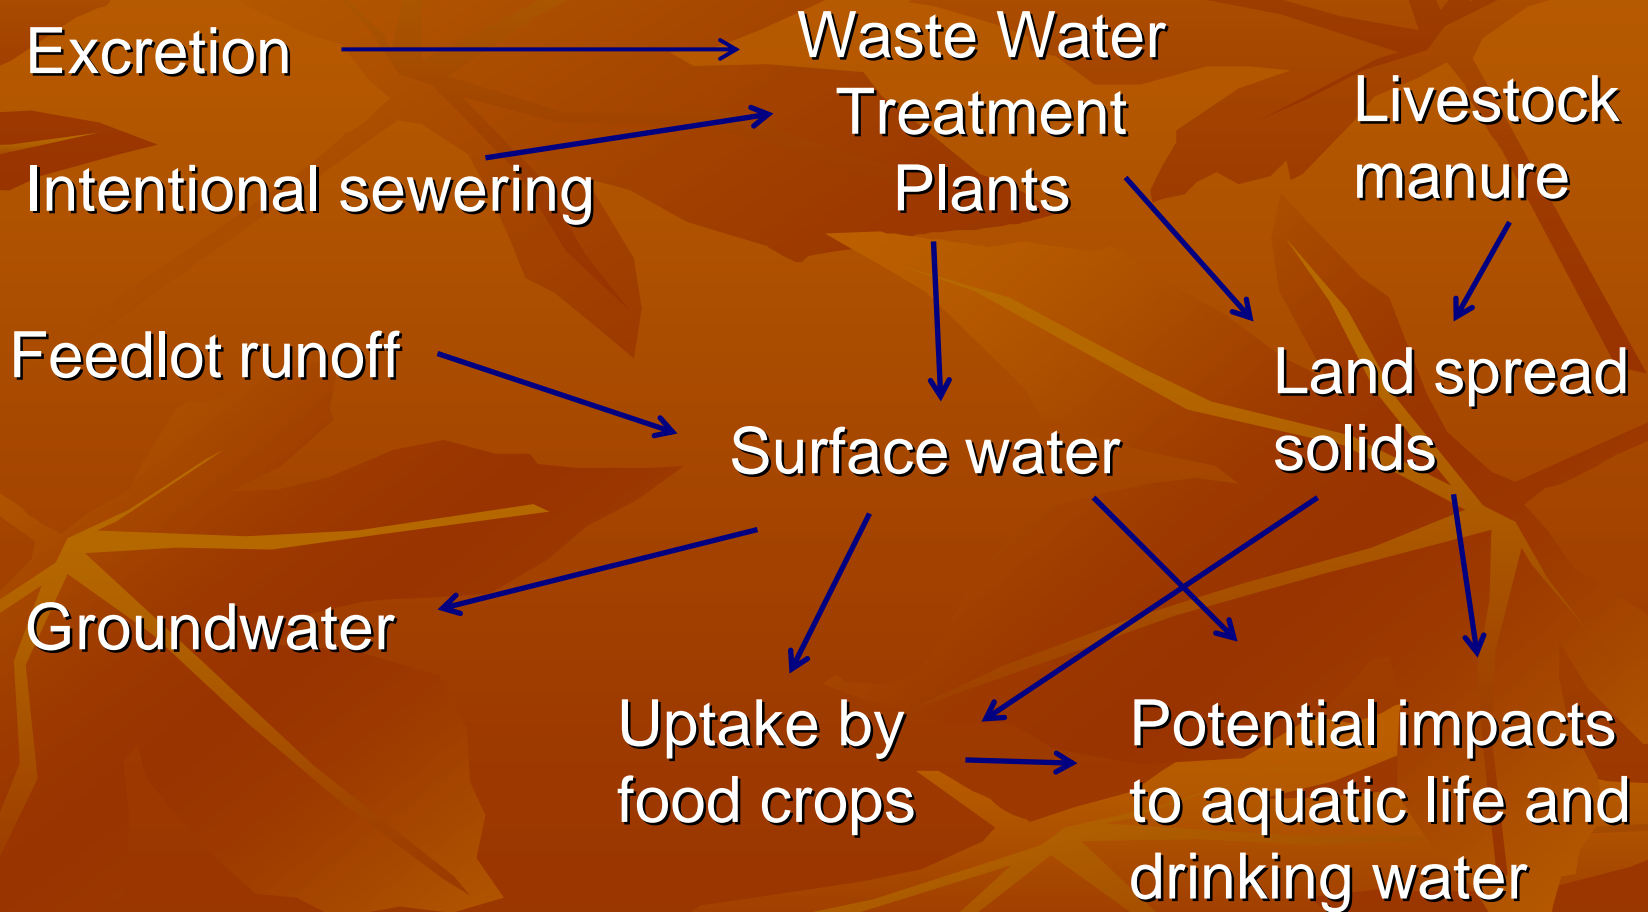 Excretion
Waste Water
Treatment
Plants
Livestock
manure
Intentional sewering
Feedlot runoff
Land spread
solids
Surface water
Groundwater
Uptake by
food crops
Potential impacts
to aquatic life and
drinking water